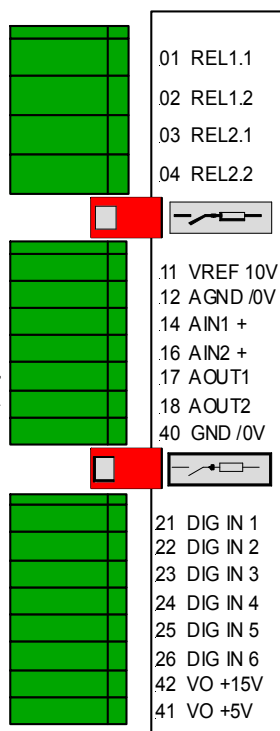 01 REL1.1
02 REL1.2
03 REL2.1
04 REL2.2
11 VREF 10V
12 AGND /0V
14 AIN1 +
16 AIN2 +
17 AOUT1
18 AOUT2
40 GND /0V
21 DIG IN 1
22 DIG IN 2
23 DIG IN 3
24 DIG IN 4
25 DIG IN 5
26 DIG IN 6
42 VO +15V
41 VO +5V